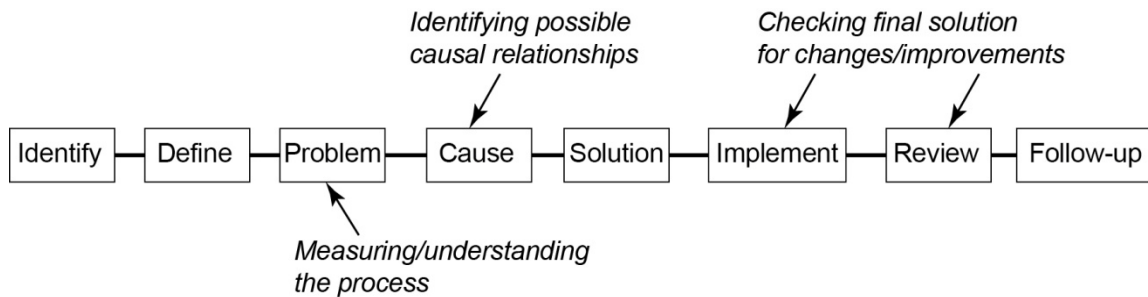 Identifying possible
causal relationships
Checking final solution
for changes/improvements
Identify
Define
Problem
Cause
Solution
Implement
Review
Follow-up
Measuring/understanding
the process